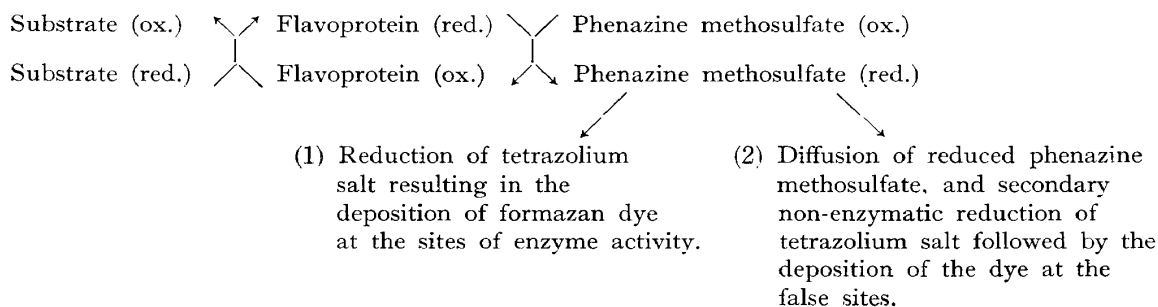 Substrate (ox.) Flavoprotein (red.) Phenazine methosulfate (ox.)
Substrate (red.) Flavoprotein (ox.) Phenazine methosulfate (red.)
(1) Reduction of tetrazolium
salt resulting in the
deposition of formazan dye
at the sites of enzyme activity.
(2) Diffusion of reduced phenazine
methosulfate, and secondary
non-enzymatic reduction of
tetrazolium salt followed by the
deposition of the dye at the
false sites.